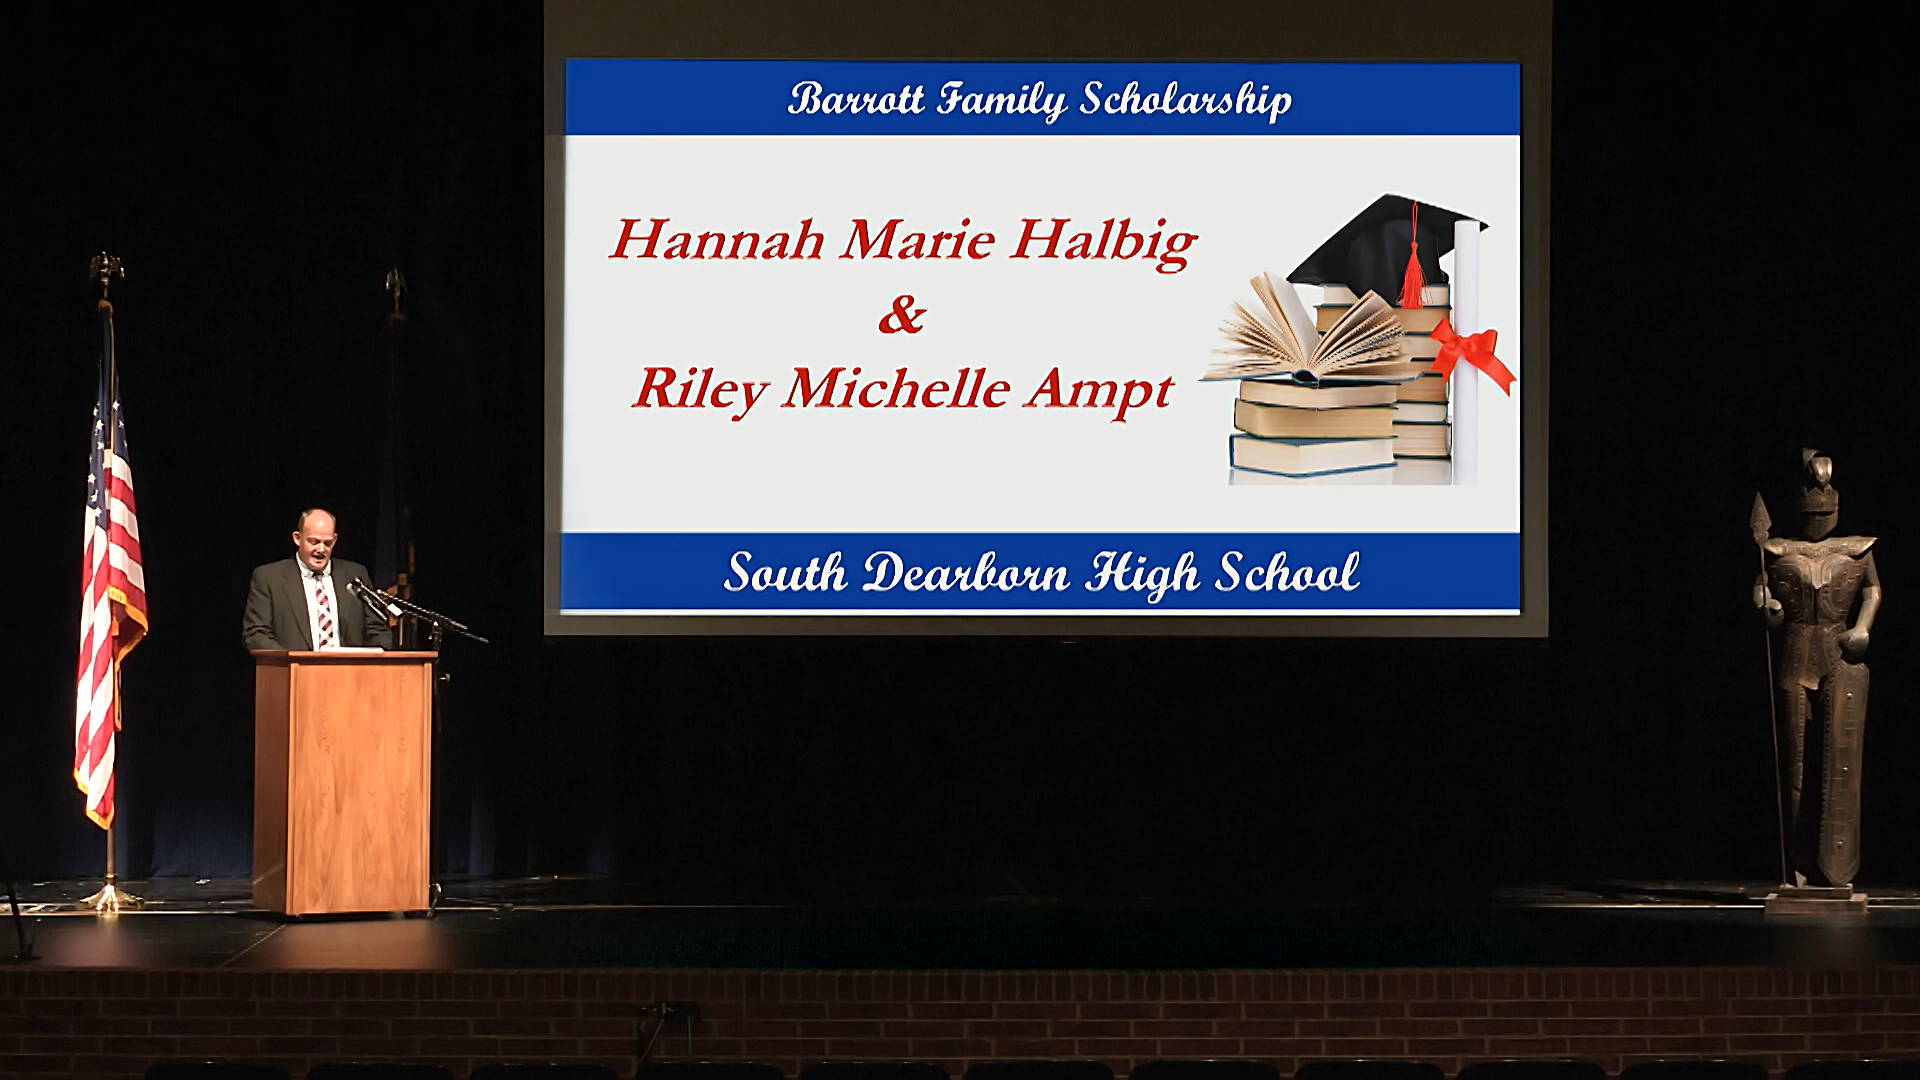 Barrott Family Scholarship
Hannah Marie Halbig
&
Riley Michelle Ampt
South Dearborn High School